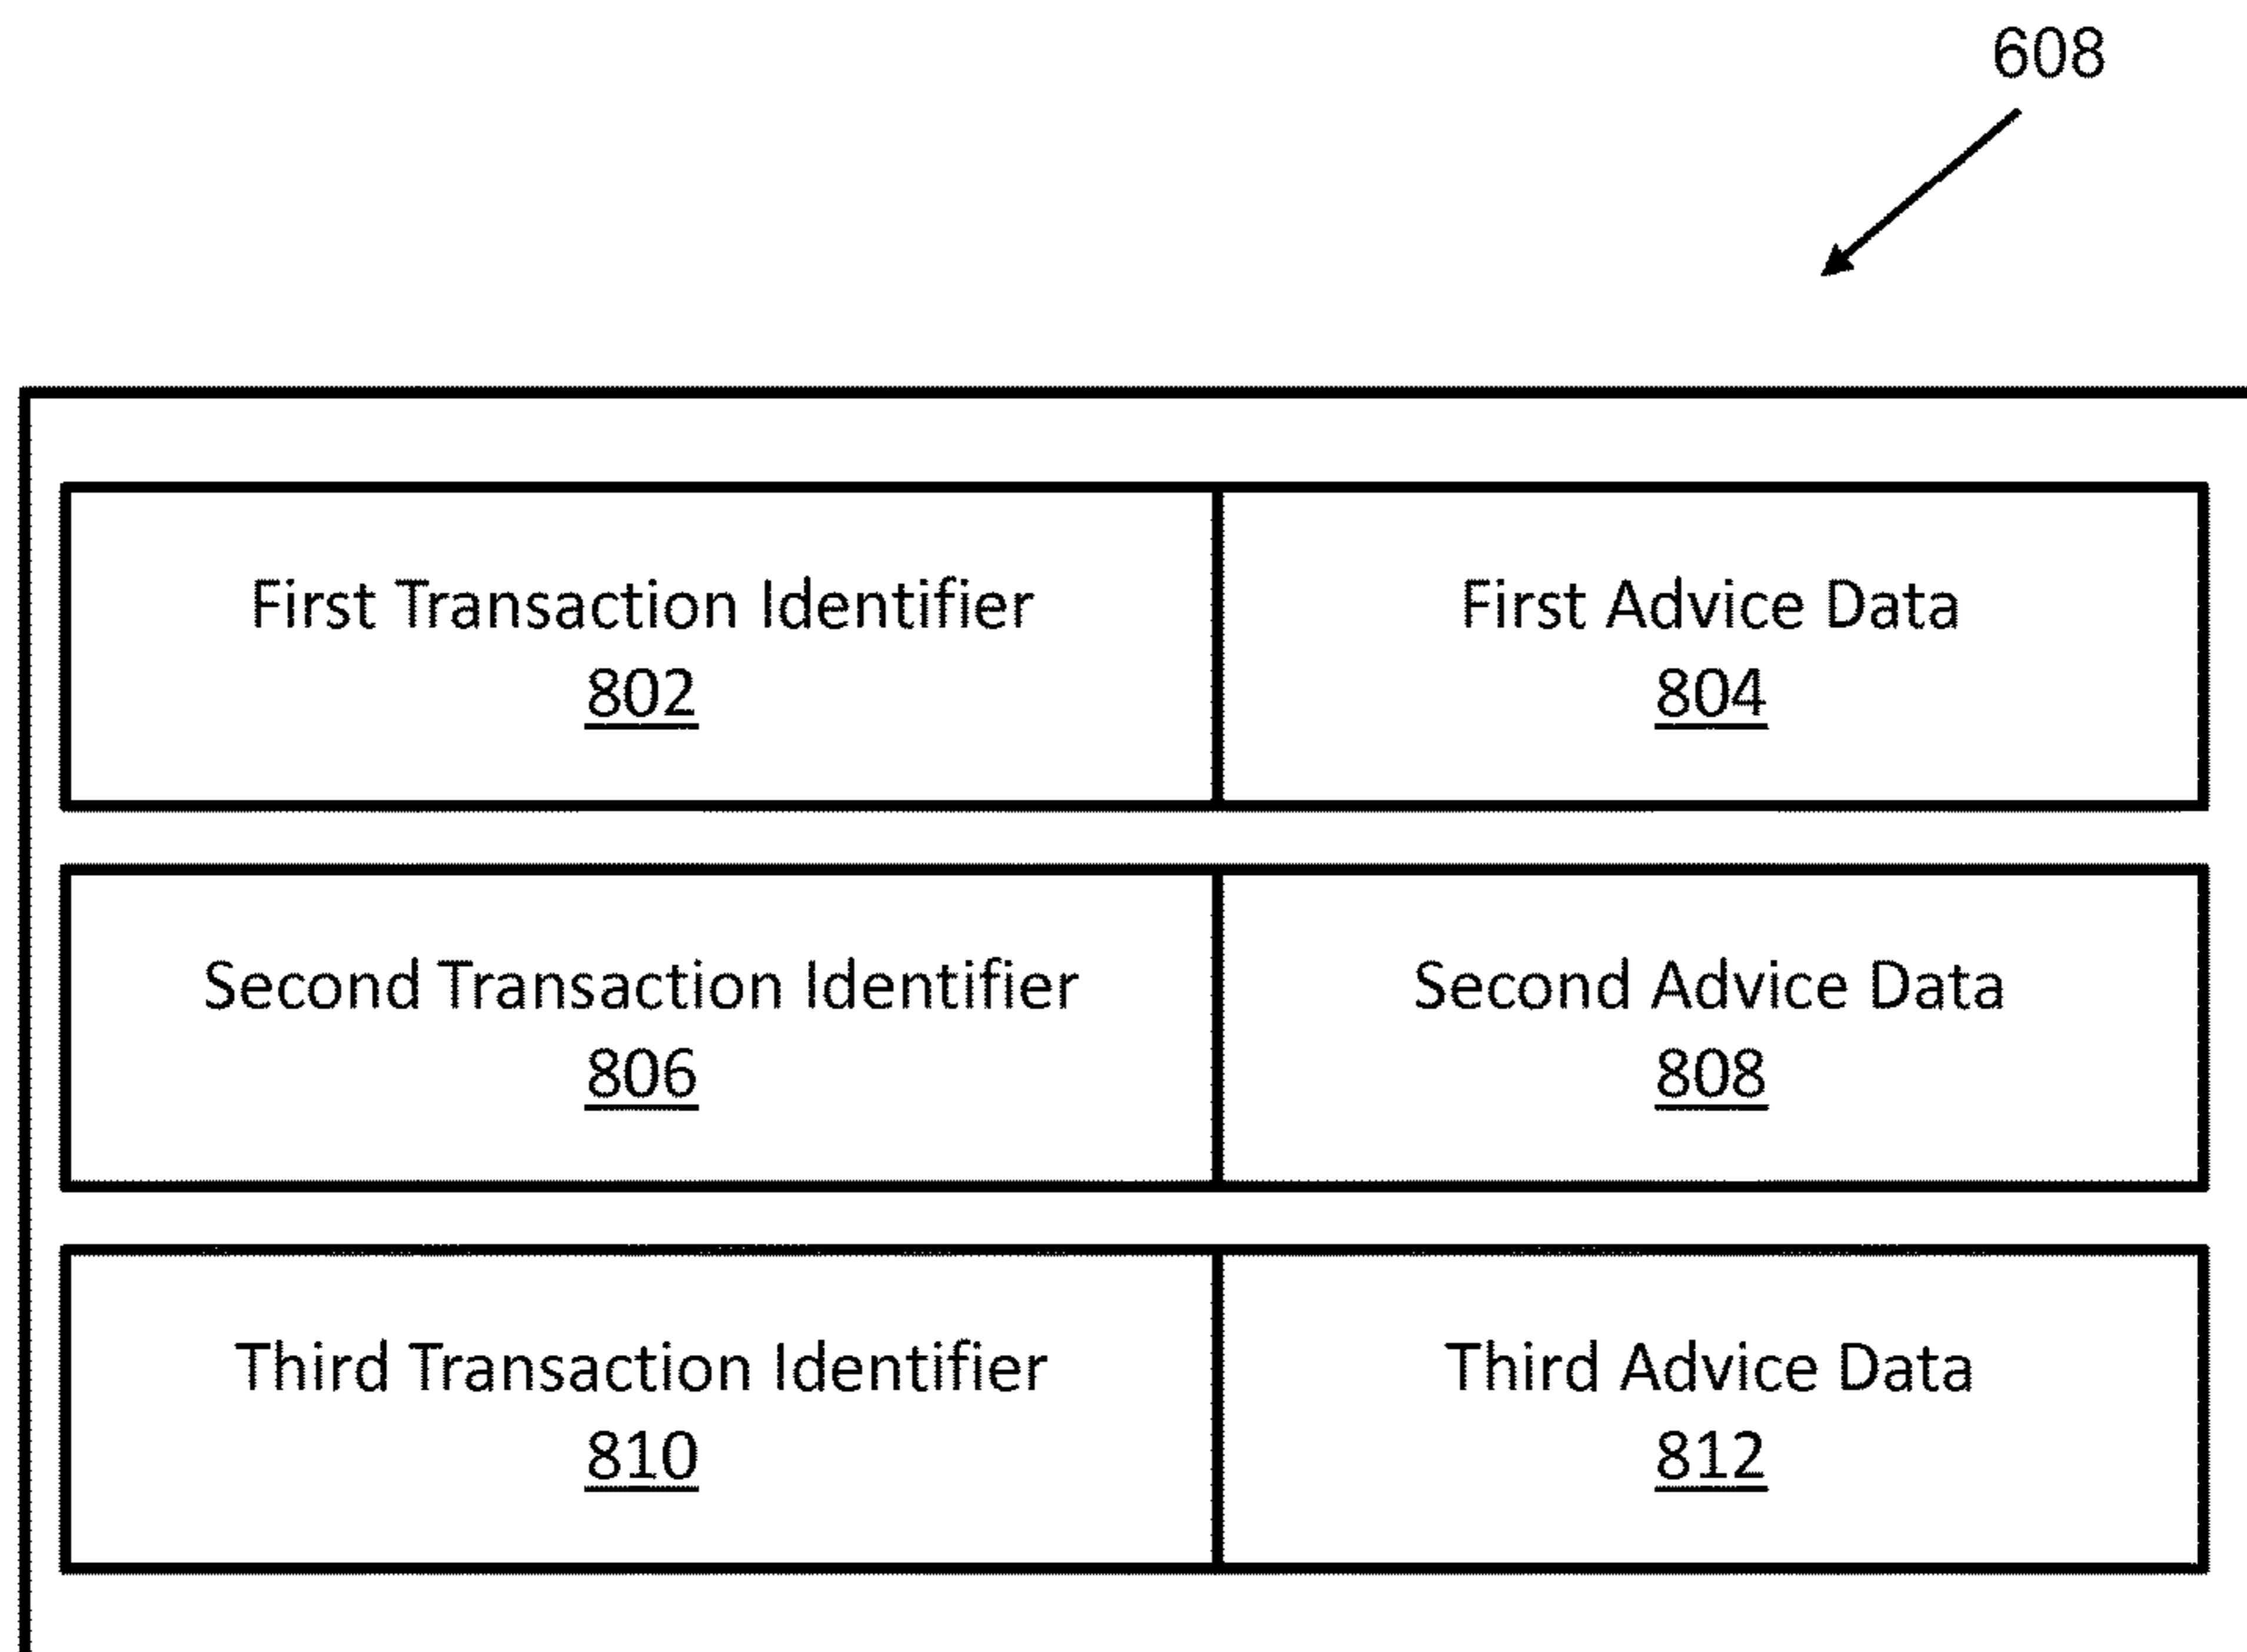 608
First Transaction Identifier
802
First Advice Data
804
Second Transaction Identifier
806
Second Advice Data
808
Third Transaction Identifier
810
Third Advice Data
812